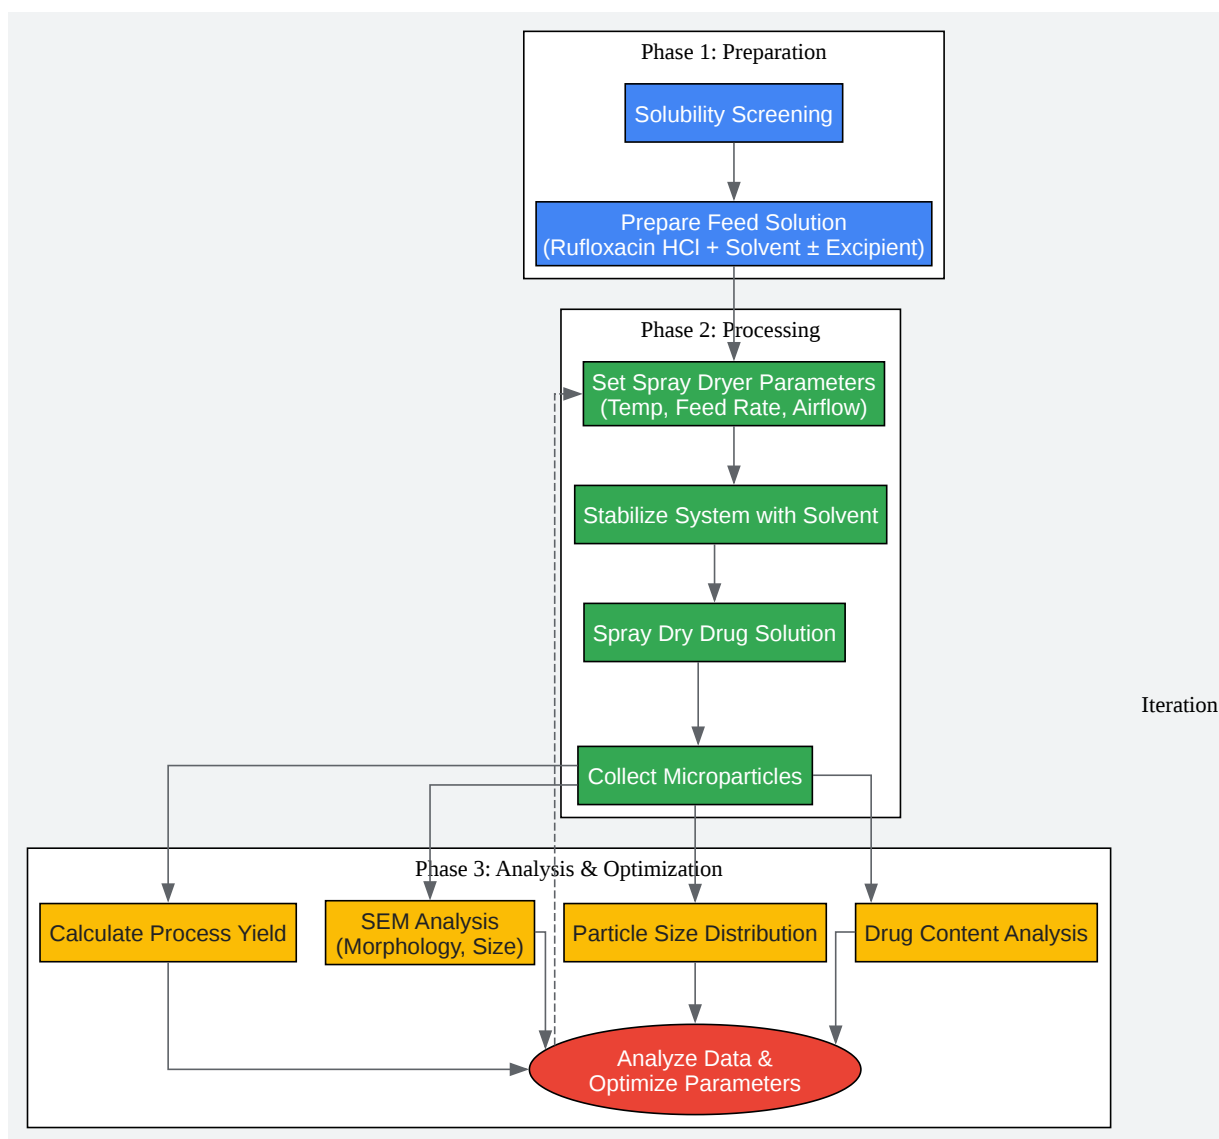 Phase 1: Preparation
Solubility Screening
Prepare Feed Solution
(Rufloxacin HCl + Solvent ± Excipient)
Phase 2: Processing
Set Spray Dryer Parameters
(Temp, Feed Rate, Airflow)
Stabilize System with Solvent
Spray Dry Drug Solution
Iteration
Collect Microparticles
Phase 3: Analysis & Optimization
Calculate Process Yield
SEM Analysis
(Morphology, Size)
Particle Size Distribution
Drug Content Analysis
Analyze Data &
Optimize Parameters